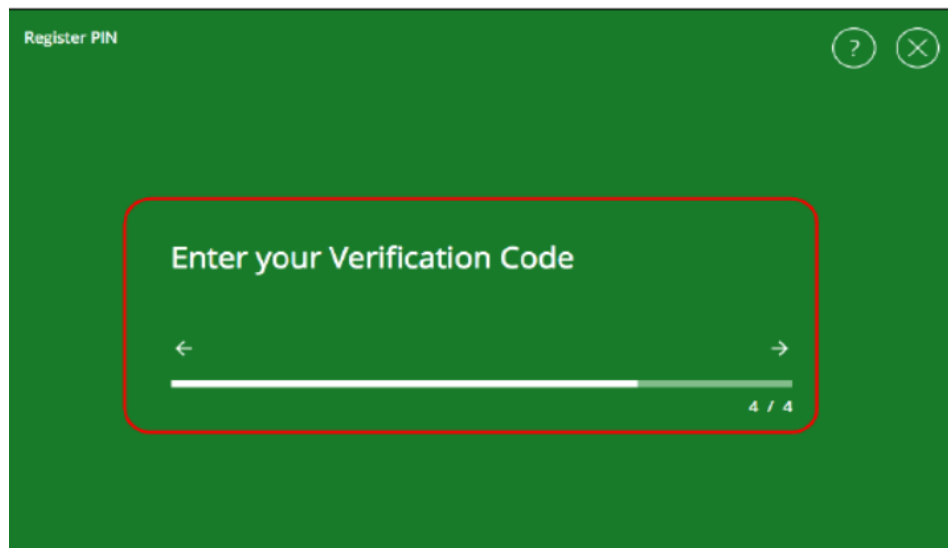 Register PIN
?
Enter your Verification Code
← →
4 / 4